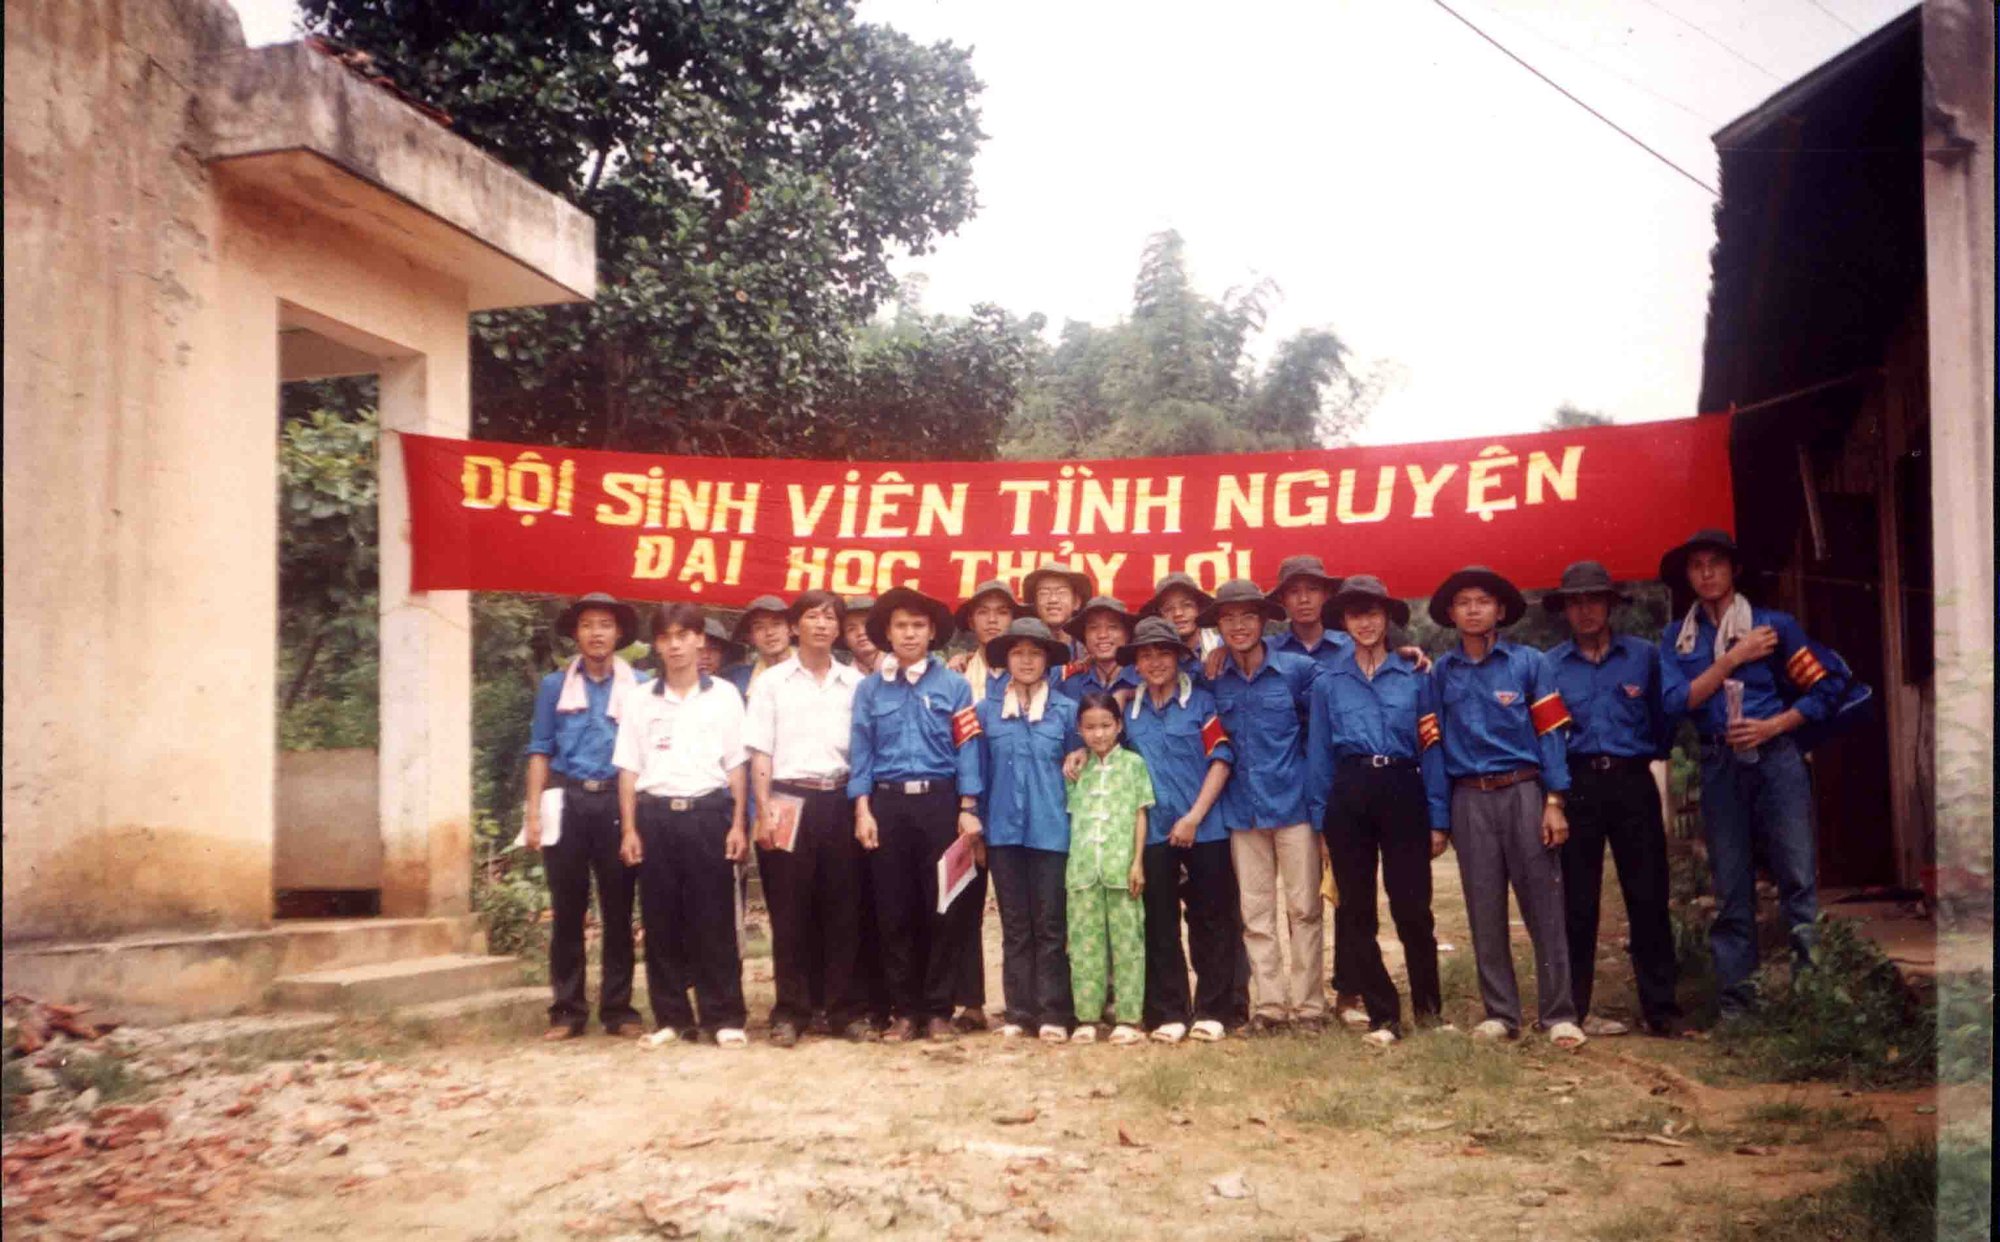 ĐỘI SINH VIÊN TÌNH NGUYỆN
ĐẠI HỌC THỦY LỢI